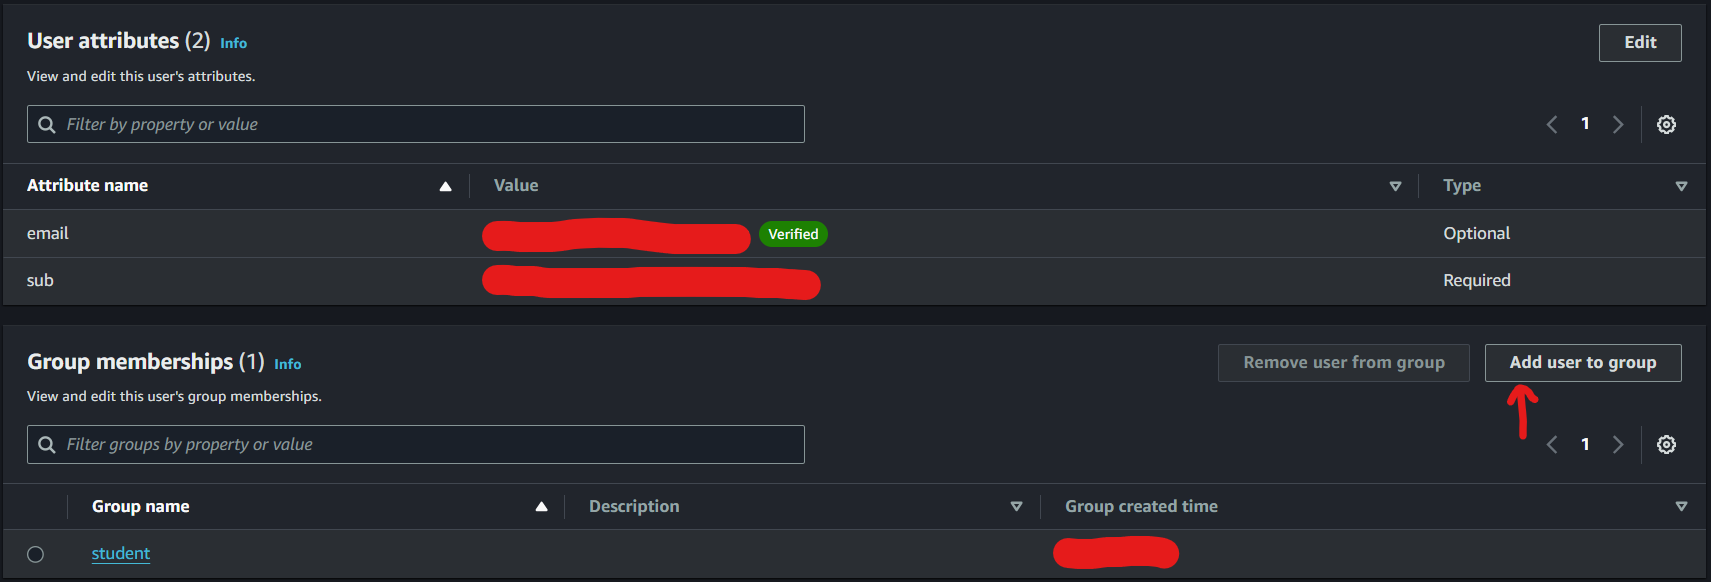 User attributes (2) Info
Edit
View and edit this user's attributes.
Filter by property or value
1
Attribute name Value Type
email Verified Optional
sub Required
Group memberships (1) Info
Remove user from group Add user to group
View and edit this user's group memberships.
Filter groups by property or value
1
Group name Description Group created time
student